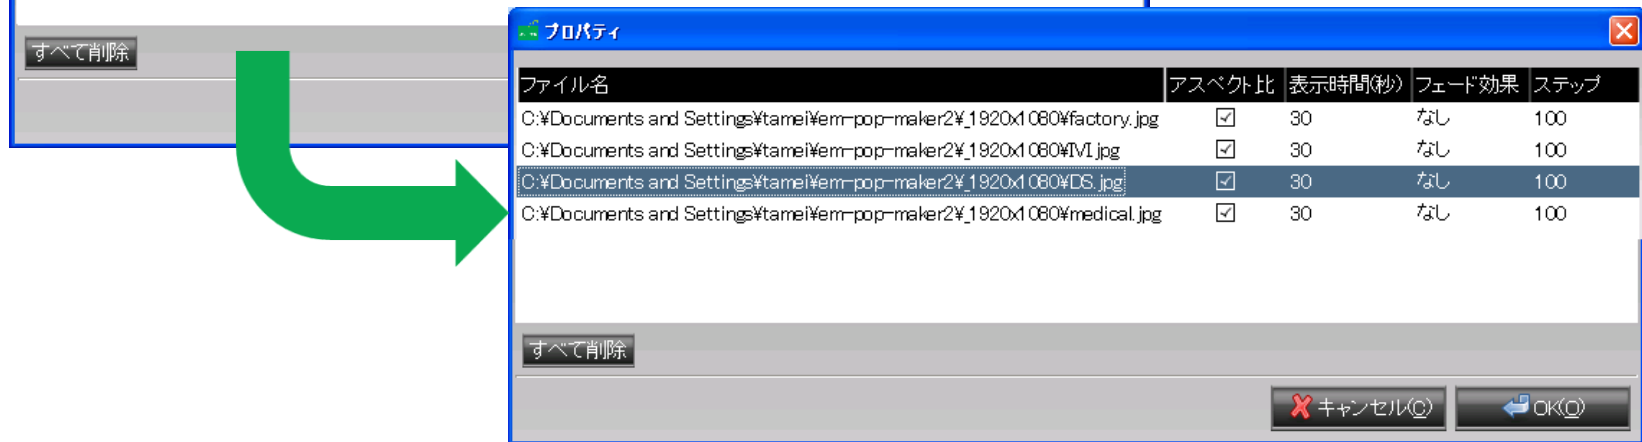 すべて削除
プロパティ
ファイル名 アスペクト比 表示時間(秒) フェード効果 ステップ
C:¥Documents and Settings¥tamei¥em-pop-maker2¥_1920x1080¥factory.jpg 30 なし 100
C:¥Documents and Settings¥tamei¥em-pop-maker2¥_1920x1080¥IVI.jpg 30 なし 100
C:¥Documents and Settings¥tamei¥em-pop-maker2¥_1920x1080¥DS.jpg 30 なし 100
C:¥Documents and Settings¥tamei¥em-pop-maker2¥_1920x1080¥medical.jpg 30 なし 100
すべて削除
キャンセル(C) OK(O)